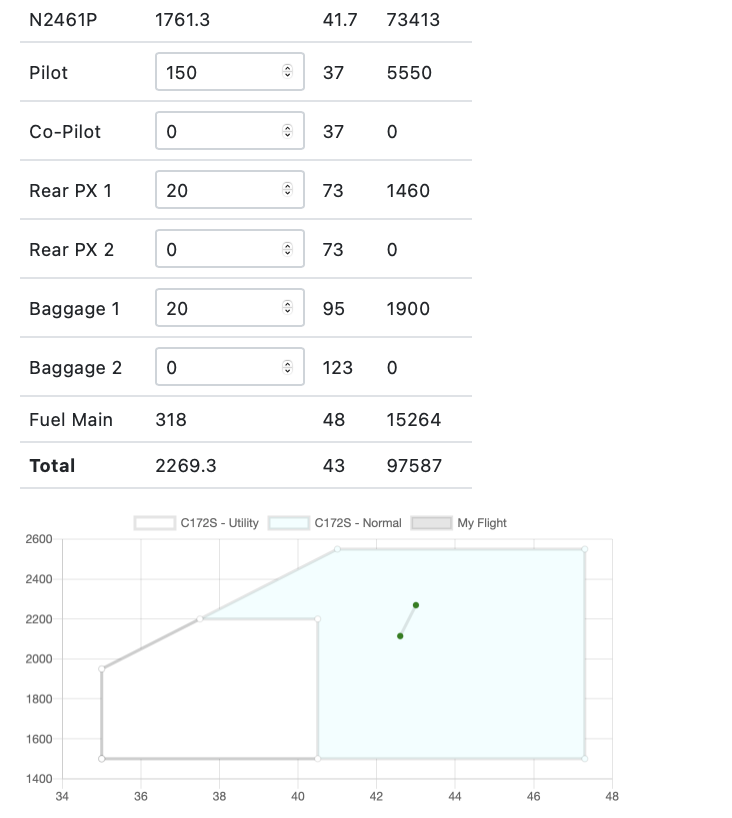 N2461P 1761.3 41.7 73413
Pilot 150 37 5550
Co-Pilot 0 37 0
Rear PX 1 20 73 1460
Rear PX 2 0 73 0
Baggage 1 20 95 1900
Baggage 2 0 123 0
Fuel Main 318 48 15264
Total 2269.3 43 97587
C172S - Utility C172S - Normal My Flight
2600
2400
2200
2000
1800
1600
1400
34 36 38 40 42 44 46 48